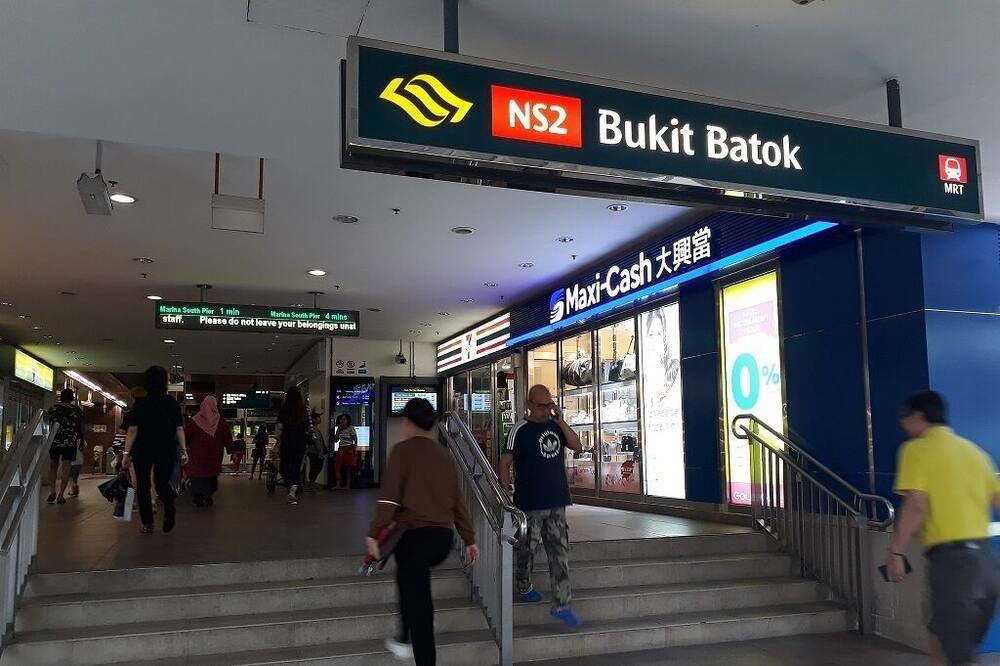 NS2 Bukit Batok
MRT
Maxi-Cash 大興當
Marina South Pier 1 min Marina South Pier 4 mins
staff. Please do not leave your belongings unat
0%